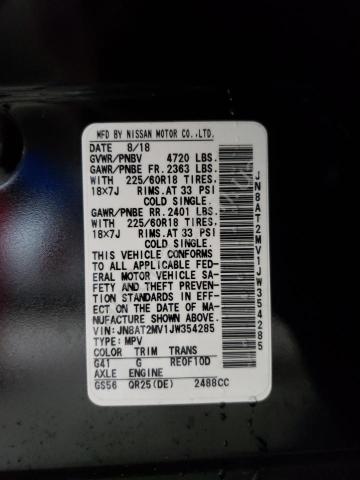 MFD BY NISSAN MOTOR CO.,LTD.
DATE 8/18
GVWR/PNBV 4720 LBS.
GAWR/PNBE FR. 2363 LBS.
WITH 225/60R18 TIRES.
18×7J RIMS.AT 33 PSI
COLD SINGLE.
GAWR/PNBE RR. 2401 LBS.
WITH 225/60R18 TIRES.
18×7J RIMS.AT 33 PSI
COLD SINGLE.
THIS VEHICLE CONFORMS
TO ALL APPLICABLE FED-
ERAL MOTOR VEHICLE SA-
FETY AND THEFT PREVENTION
STANDARDS IN EFFECT
ON THE DATE OF MA-
NUFACTURE SHOWN ABOVE.
VIN:JN8AT2MV1JW354285
TYPE:MPV
COLOR TRIM TRANS
G41 G RE0F10D
AXLE ENGINE
GS56 QR25(DE) 2488CC
JN8AT2MV1JW354285